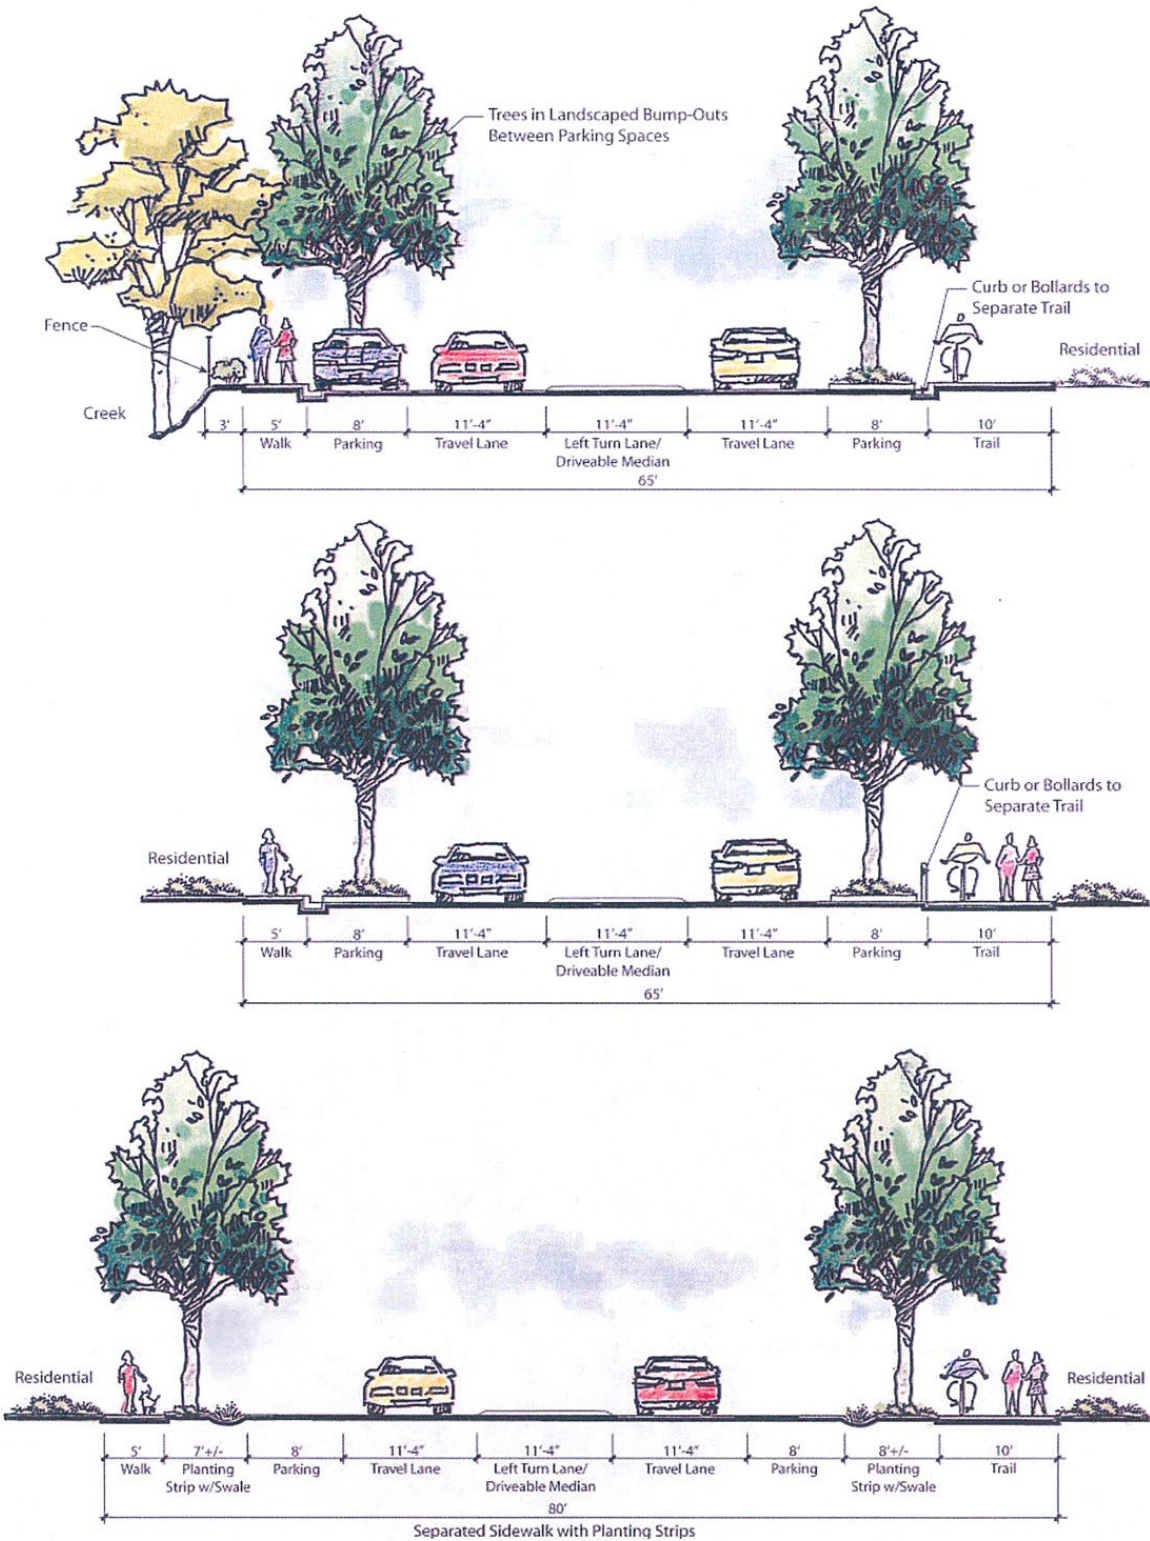 Trees in Landscaped Bump-Outs
Between Parking Spaces
Curb or Bollards to
Separate Trail
Fence
Residential
Creek
3' 5' 8' 11'-4" 11'-4" 11'-4" 8' 10'
Walk Parking Travel Lane Left Turn Lane/ Travel Lane Parking Trail
Driveable Median
65'
Curb or Bollards to
Separate Trail
Residential
5' 8' 11'-4" 11'-4" 11'-4" 8' 10'
Walk Parking Travel Lane Left Turn Lane/ Travel Lane Parking Trail
Driveable Median
65'
Residential Residential
5' 7'+/- 8' 11'-4" 11'-4" 11'-4" 8' 8'+/- 10'
Walk Planting Parking Travel Lane Left Turn Lane/ Travel Lane Parking Planting Trail
Strip w/Swale Driveable Median Strip w/Swale
80'
Separated Sidewalk with Planting Strips